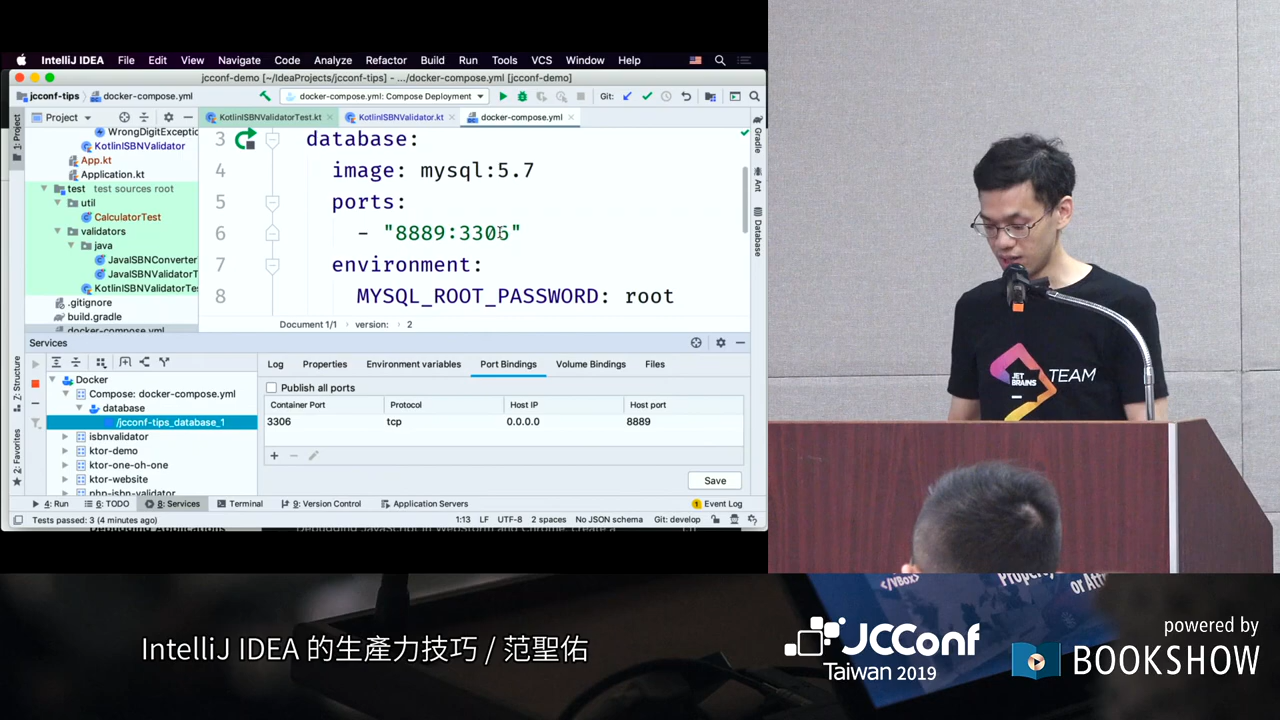 IntelliJ IDEA File Edit View Navigate Code Analyze Refactor Build Run Tools VCS Window Help
jcconf-demo [~/IdeaProjects/jcconf-tips] - .../docker-compose.yml [jcconf-demo]
jcconf-tips docker-compose.yml docker-compose.yml: Compose Deployment Git:
Project KotlinISBNValidatorTest.kt KotlinISBNValidator.kt docker-compose.yml
1: Project
WrongDigitExceptio
KotlinISBNValidator
App.kt
Application.kt
test test sources root
util
CalculatorTest
validators
java
JavaISBNConverter
JavaISBNValidatorT
KotlinISBNValidatorTes
.gitignore
build.gradle
docker-compose.yml
3 database:
4 image: mysql:5.7
5 ports:
6 - "8889:3306"
7 environment:
8 MYSQL_ROOT_PASSWORD: root
Document 1/1 version: 2
Gradle
Ant
Database
Services
Log Properties Environment variables Port Bindings Volume Bindings Files
Z: Structure
2: Favorites
Docker
Compose: docker-compose.yml
database
/jcconf-tips_database_1
isbnvalidator
ktor-demo
ktor-one-oh-one
ktor-website
php-isbn-validator
Publish all ports
Container Port Protocol Host IP Host port
3306 tcp 0.0.0.0 8889
Save
4: Run 6: TODO 8: Services Terminal 9: Version Control Application Servers 1 Event Log
Tests passed: 3 (4 minutes ago) 1:13 LF UTF-8 2 spaces No JSON schema Git: develop
JET
BRAINS
TEAM
</VBox>
or At
IntelliJ IDEA 的生產力技巧 / 范聖佑
JCConf
Taiwan 2019
powered by
BOOKSHOW